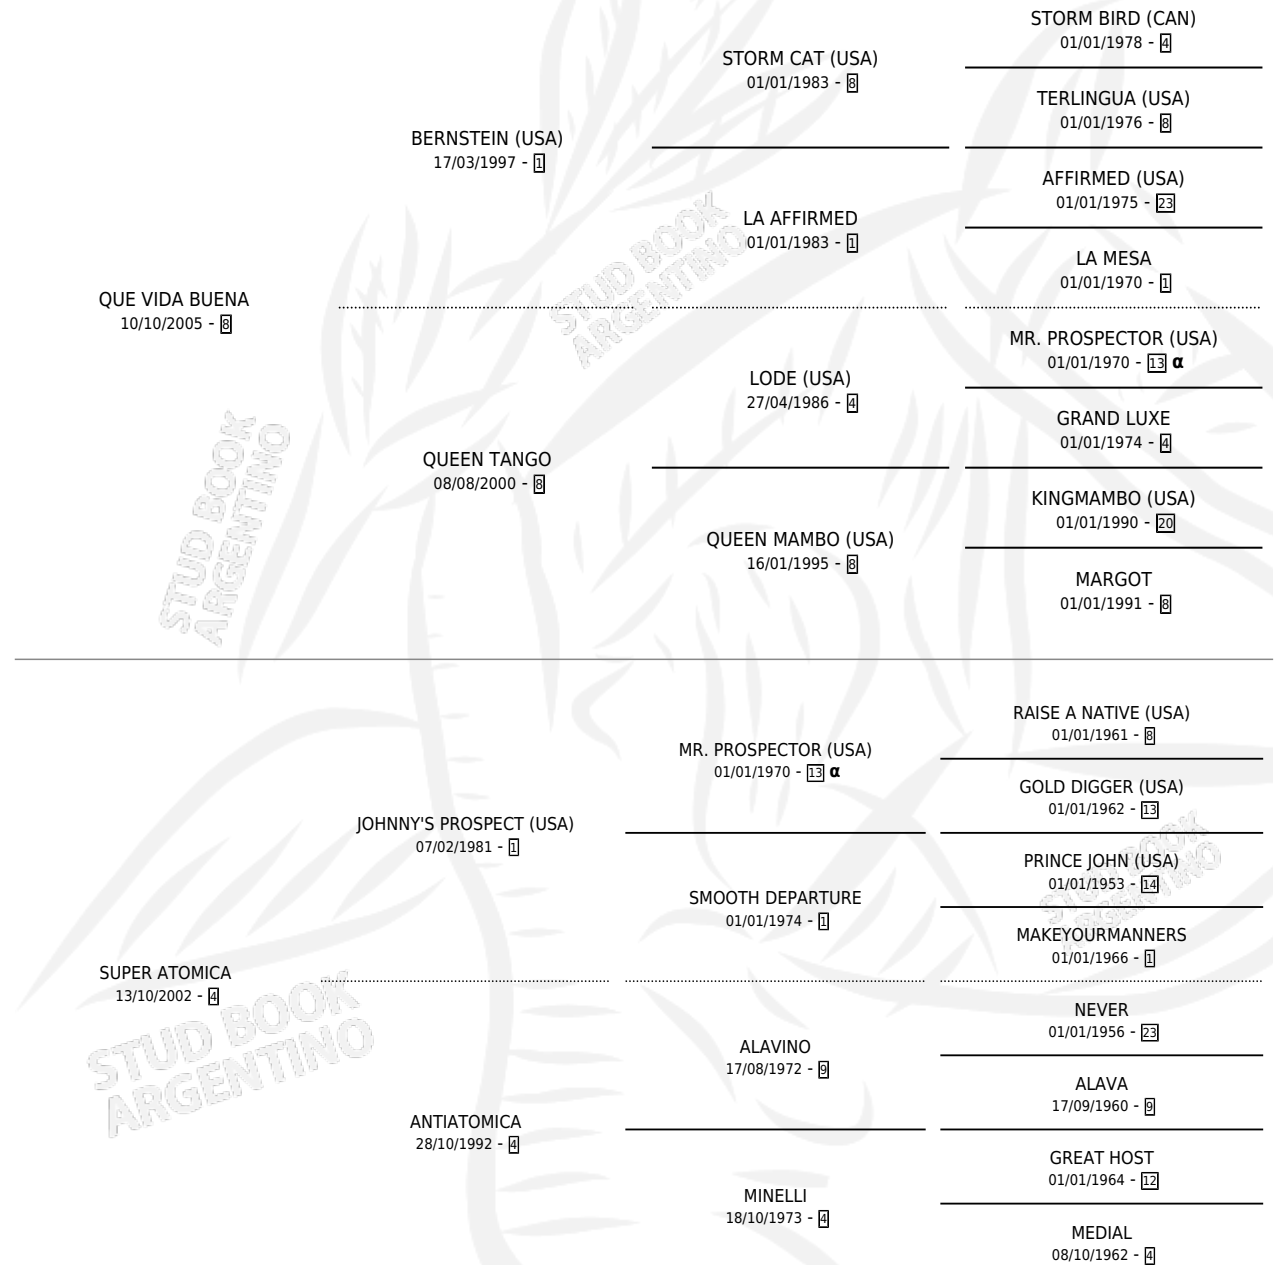 STORM BIRD (CAN)
01/01/1978 - 4
STORM CAT (USA)
01/01/1983 - 8
TERLINGUA (USA)
01/01/1976 - 8
BERNSTEIN (USA)
17/03/1997 - 1
AFFIRMED (USA)
01/01/1975 - 23
LA AFFIRMED
01/01/1983 - 1
LA MESA
01/01/1970 - 1
QUE VIDA BUENA
10/10/2005 - 8
MR. PROSPECTOR (USA)
01/01/1970 - 13 α
LODE (USA)
27/04/1986 - 4
GRAND LUXE
01/01/1974 - 4
QUEEN TANGO
08/08/2000 - 8
KINGMAMBO (USA)
01/01/1990 - 20
QUEEN MAMBO (USA)
16/01/1995 - 8
MARGOT
01/01/1991 - 8
RAISE A NATIVE (USA)
01/01/1961 - 8
MR. PROSPECTOR (USA)
01/01/1970 - 13 α
GOLD DIGGER (USA)
01/01/1962 - 13
JOHNNY'S PROSPECT (USA)
07/02/1981 - 1
PRINCE JOHN (USA)
01/01/1953 - 14
SMOOTH DEPARTURE
01/01/1974 - 1
MAKEYOURMANNERS
01/01/1966 - 1
SUPER ATOMICA
13/10/2002 - 4
NEVER
01/01/1956 - 23
ALAVINO
17/08/1972 - 9
ALAVA
17/09/1960 - 9
ANTIATOMICA
28/10/1992 - 4
GREAT HOST
01/01/1964 - 12
MINELLI
18/10/1973 - 4
MEDIAL
08/10/1962 - 4
STUD BOOK
ARGENTINO
STUD BOOK
ARGENTINO
STUD BOOK
ARGENTINO
STUD BOOK
ARGENTINO